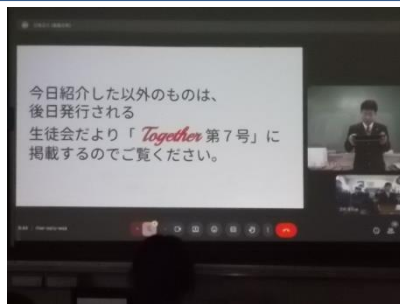 今日紹介した以外のものは、
後日発行される
生徒会だより「 Together 第７号」に
掲載するのでご覧ください。